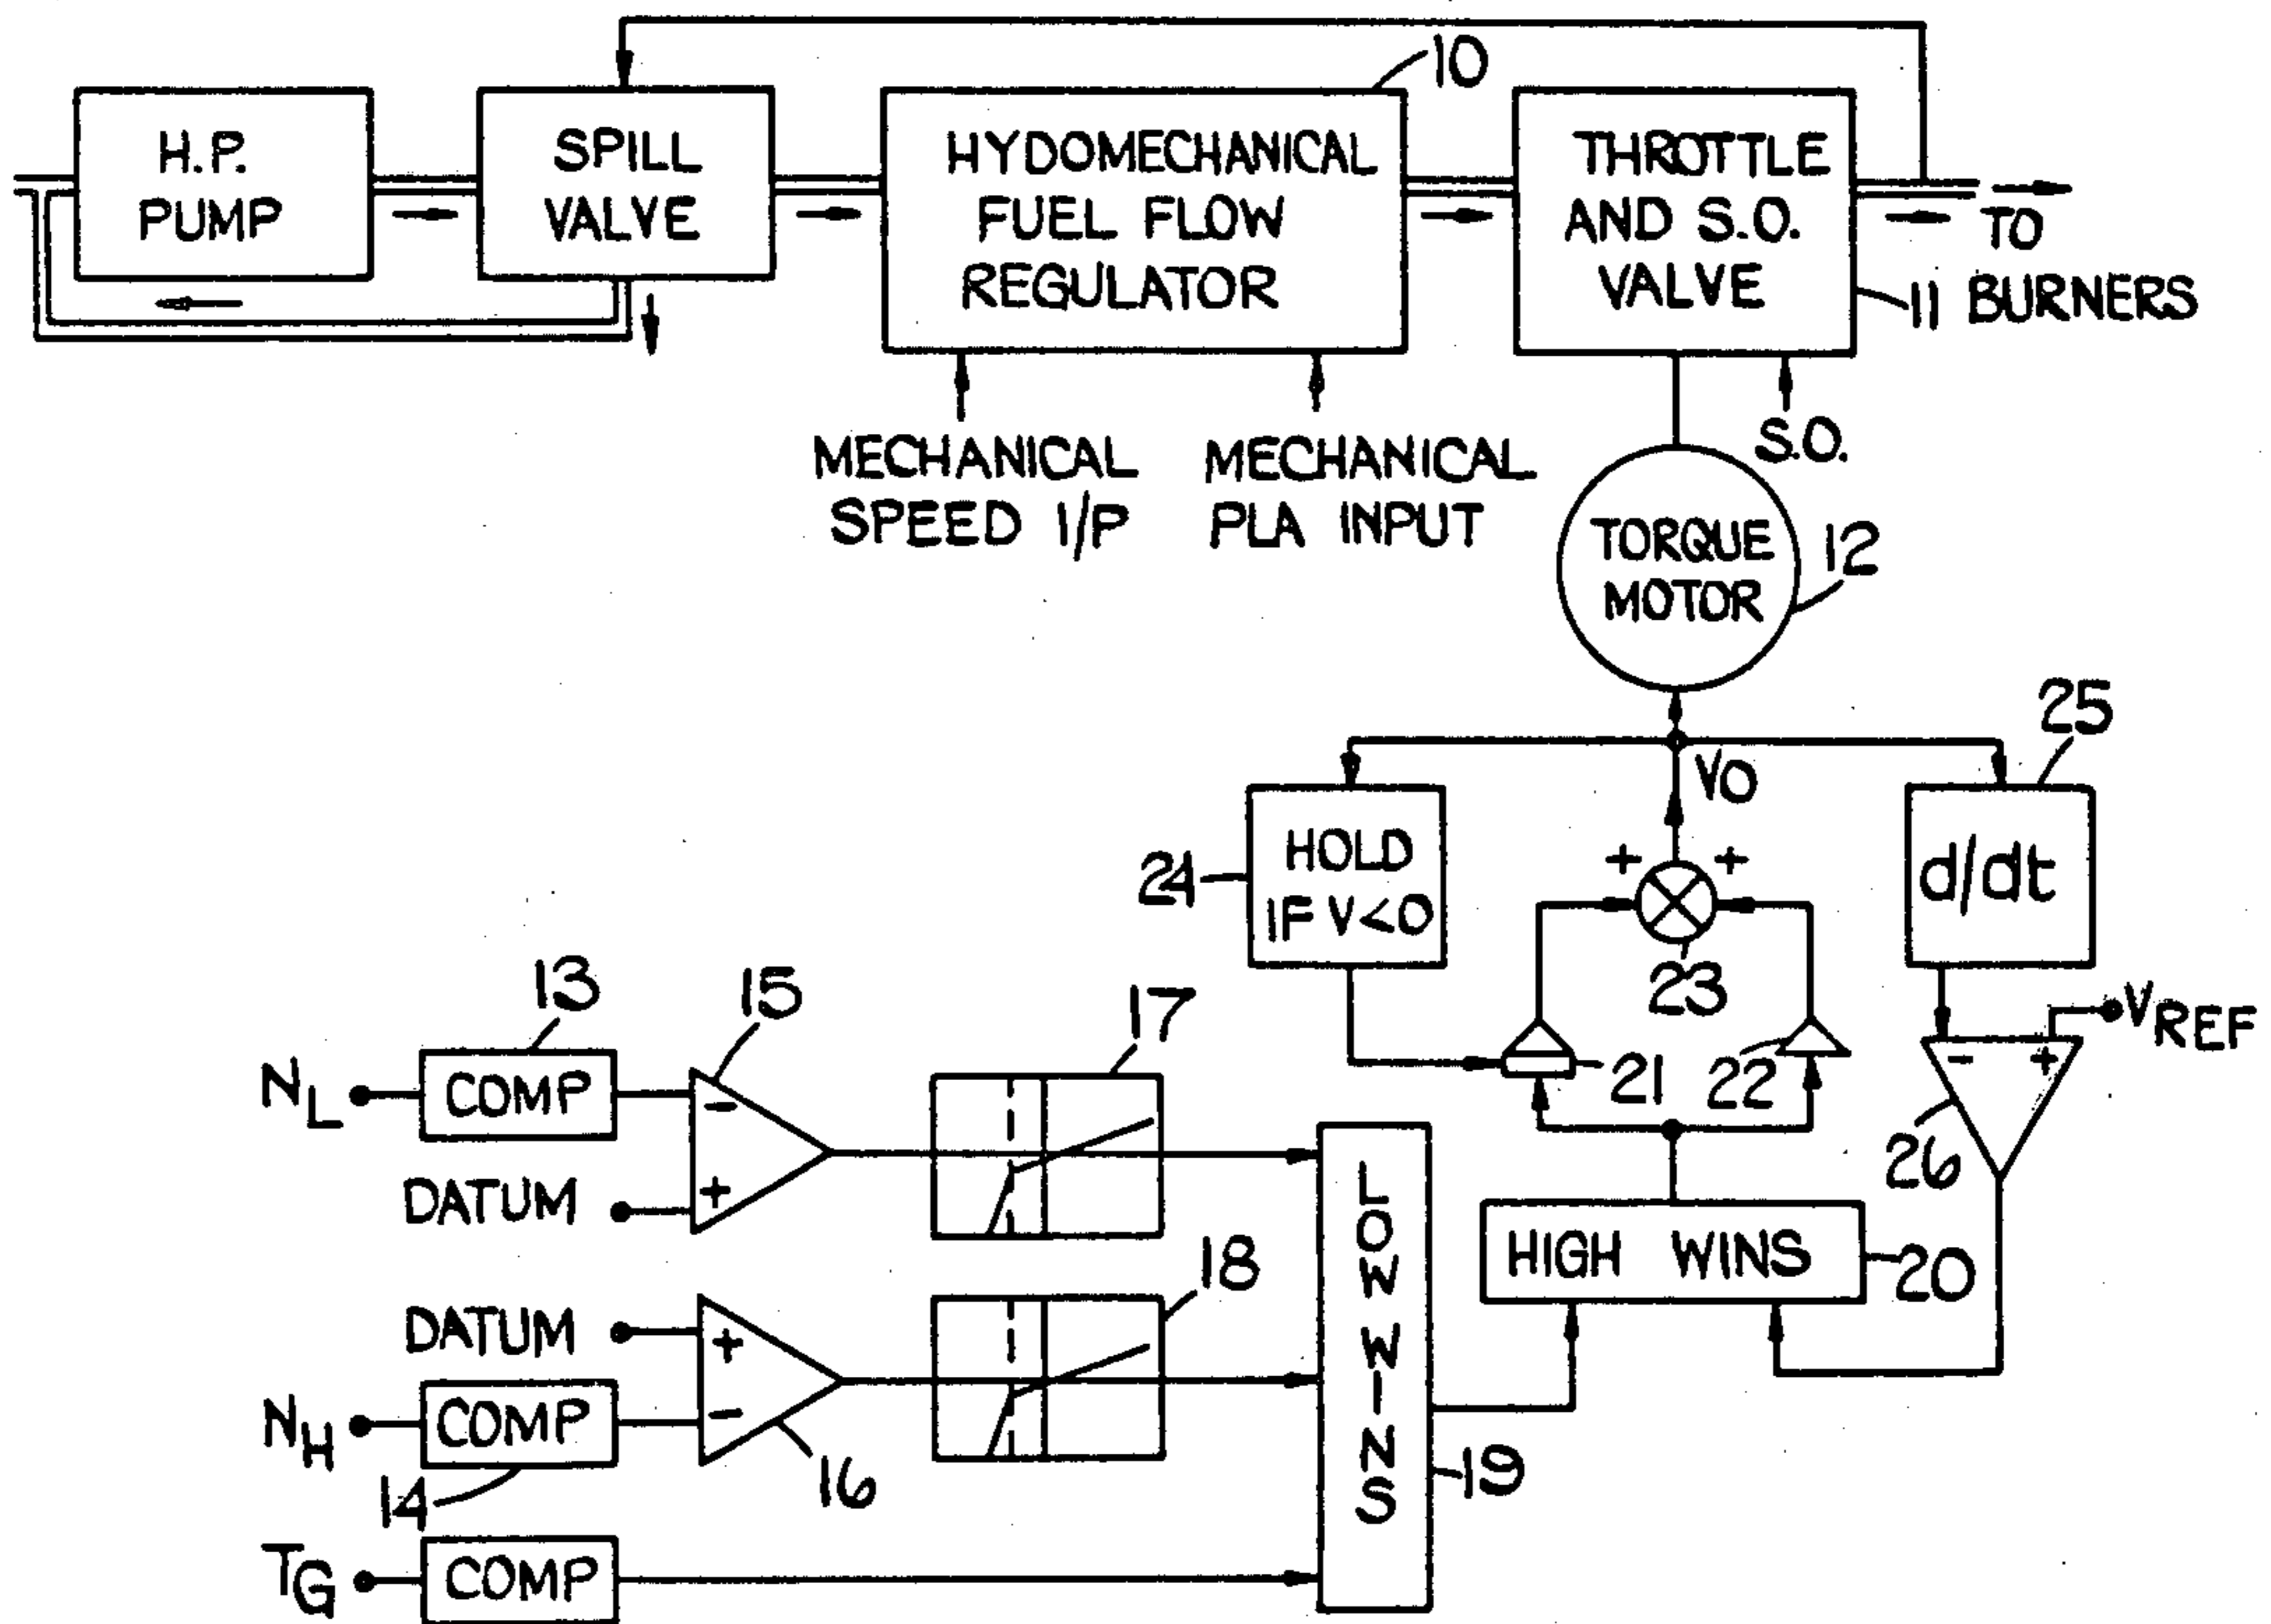 10
H.P.
PUMP
SPILL
VALVE
HYDOMECHANICAL
FUEL FLOW
REGULATOR
THROTTLE
AND S.O.
VALVE
TO
BURNERS
11
MECHANICAL
SPEED I/P
MECHANICAL
PLA INPUT
S.O.
TORQUE
MOTOR
12
25
VO
24
HOLD
IF V<0
+
+
23
d/dt
13
15
17
21
22
VREF
-
+
26
NL
COMP
-
DATUM
+
LOW WINS
HIGH WINS
20
18
DATUM
+
NH
COMP
-
14
16
19
TG
COMP